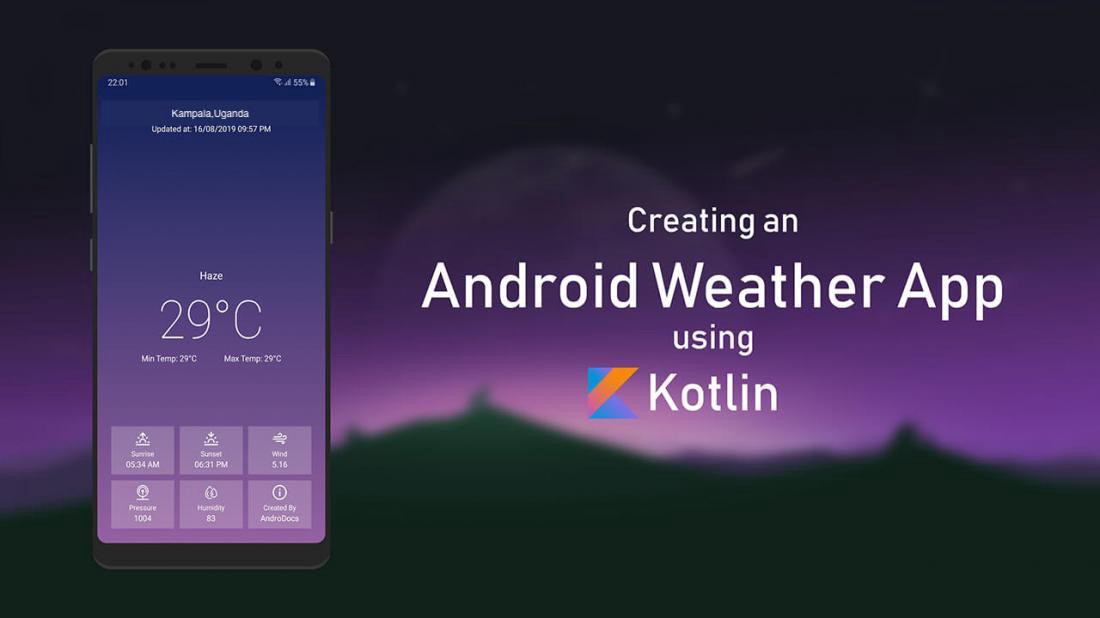 22:01
55%
Kampala,Uganda
Updated at: 16/08/2019 09:57 PM
Haze
29°C
Min Temp: 29°C Max Temp: 29°C
Sunrise
05:34 AM
Sunset
06:31 PM
Wind
5.16
Pressure
1004
Humidity
83
Created By
AndroDocs
Creating an
Android Weather App
using
Kotlin